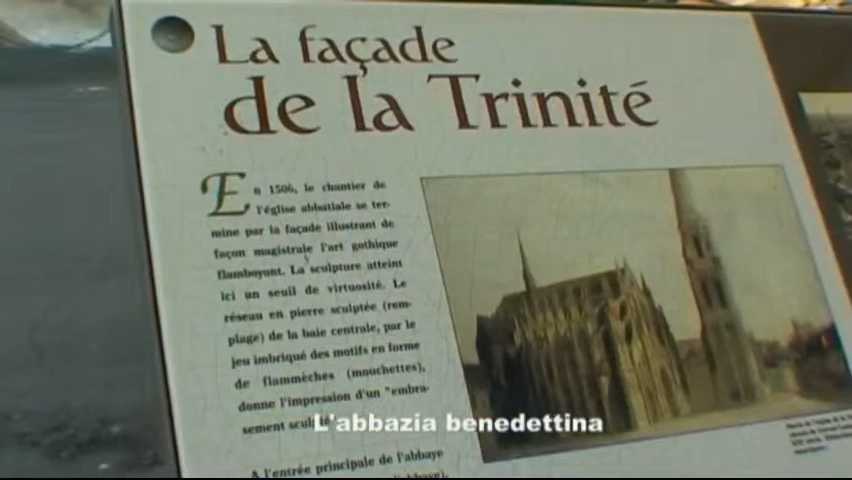 La façade
de la Trinité
En 1506, le chantier de
l'église abbatiale se ter-
mine par la façade illustrant de
façon magistrale l'art gothique
flamboyant. La sculpture atteint
ici un seuil de virtuosité. Le
réseau en pierre sculptée (rem-
plage) de la baie centrale, par le
jeu imbriqué des motifs en forme
de flammèches (mouchettes),
donne l'impression d'un "embra-
sement
L'abbazia benedettina
A l'entrée principale de l'abbaye